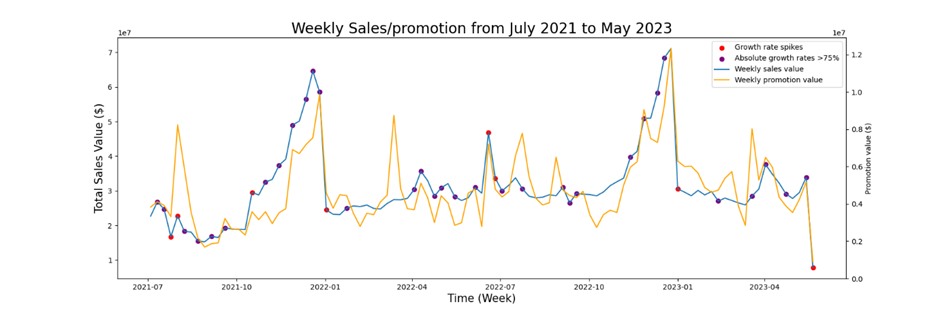 Weekly Sales/promotion from July 2021 to May 2023
1e7
1e7
Growth rate spikes
Absolute growth rates >75%
Weekly sales value
Weekly promotion value
7
6
5
4
3
2
1
Total Sales Value ($)
1.2
1.0
0.8
0.6
0.4
0.2
0.0
Promotion value ($)
2021-07
2021-10
2022-01
2022-04
2022-07
2022-10
2023-01
2023-04
Time (Week)